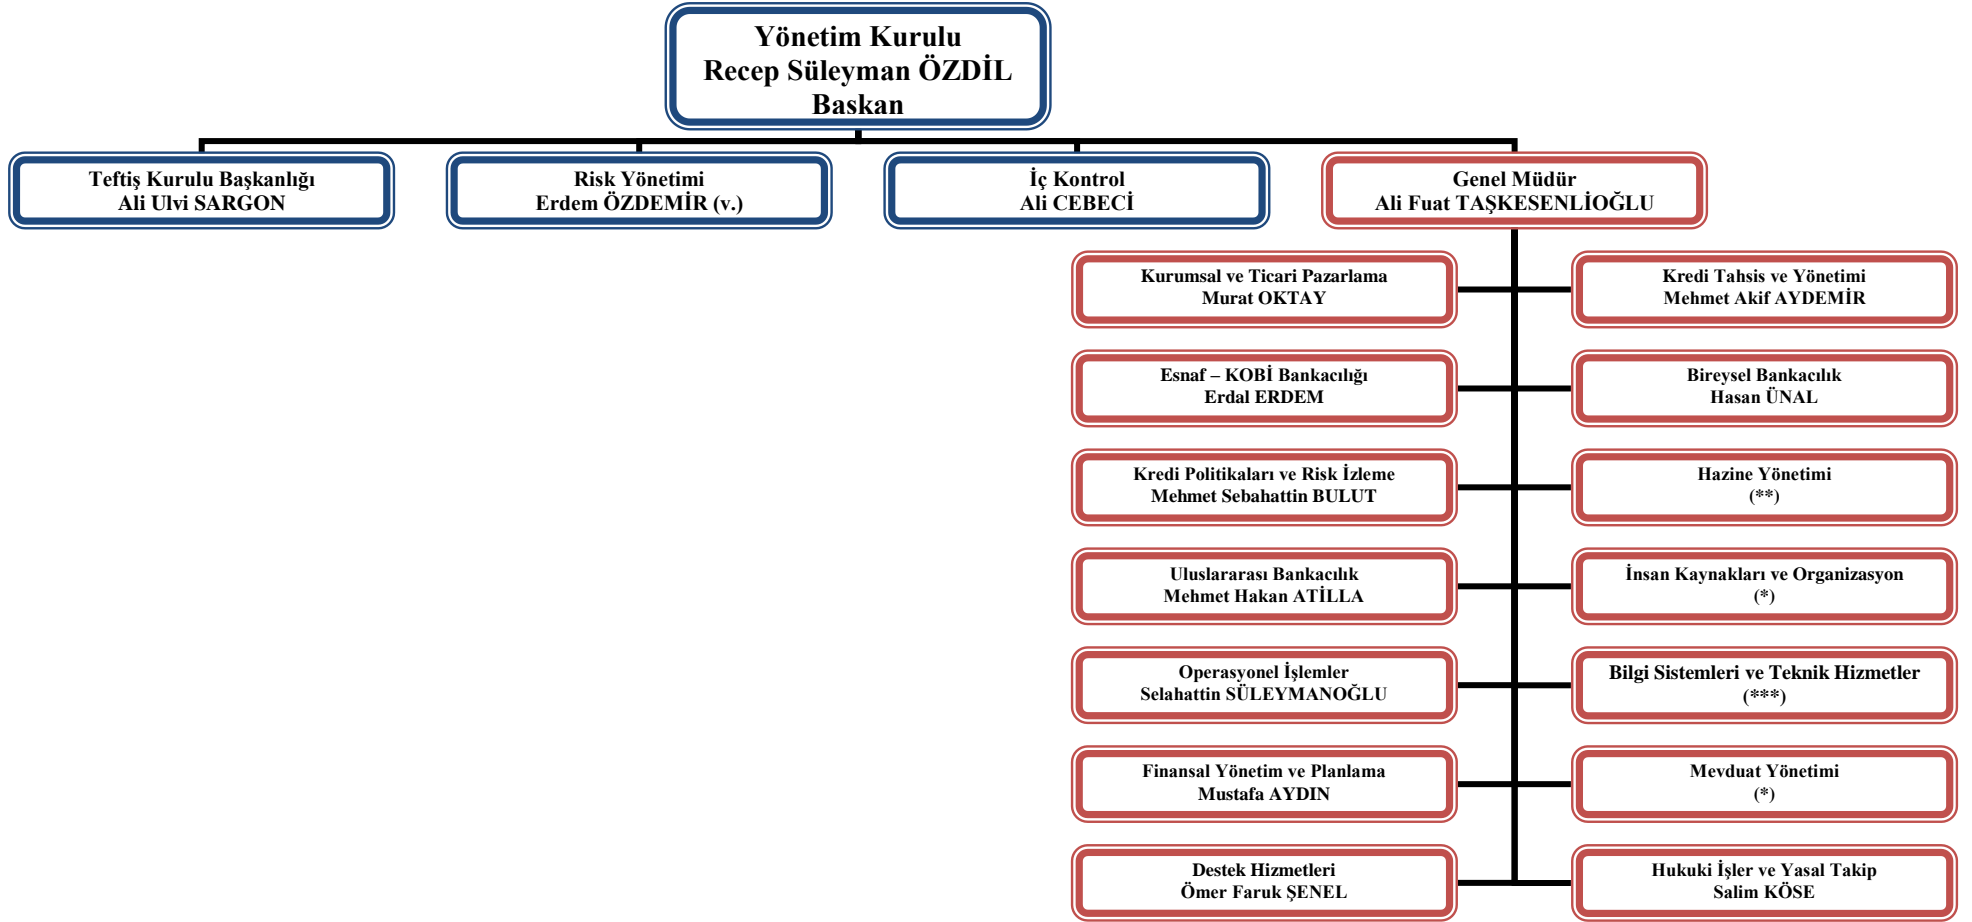 Yönetim Kurulu
Recep Süleyman ÖZDİL
Baskan
Teftiş Kurulu Başkanlığı
Ali Ulvi SARGON
Risk Yönetimi
Erdem ÖZDEMİR (v.)
İç Kontrol
Ali CEBECİ
Genel Müdür
Ali Fuat TAŞKESENLİOĞLU
Kurumsal ve Ticari Pazarlama
Murat OKTAY
Kredi Tahsis ve Yönetimi
Mehmet Akif AYDEMİR
Esnaf – KOBİ Bankacılığı
Erdal ERDEM
Bireysel Bankacılık
Hasan ÜNAL
Kredi Politikaları ve Risk İzleme
Mehmet Sebahattin BULUT
Hazine Yönetimi
(**)
Uluslararası Bankacılık
Mehmet Hakan ATİLLA
İnsan Kaynakları ve Organizasyon
(*)
Operasyonel İşlemler
Selahattin SÜLEYMANOĞLU
Bilgi Sistemleri ve Teknik Hizmetler
(***)
Finansal Yönetim ve Planlama
Mustafa AYDIN
Mevduat Yönetimi
(*)
Destek Hizmetleri
Ömer Faruk ŞENEL
Hukuki İşler ve Yasal Takip
Salim KÖSE